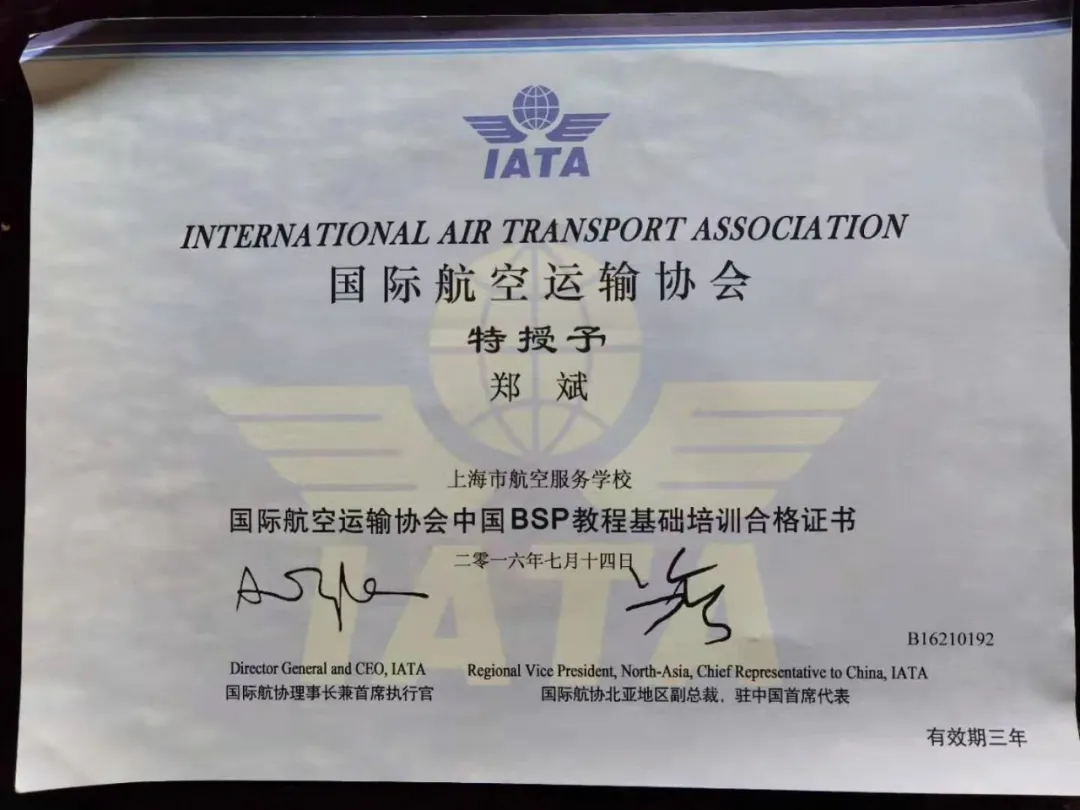 IATA
INTERNATIONAL AIR TRANSPORT ASSOCIATION
国际航空运输协会
特授予
郑 斌
上海市航空服务学校
国际航空运输协会中国BSP教程基础培训合格证书
二零一六年七月十四日
B16210192
Director General and CEO, IATA
国际航协理事长兼首席执行官
Regional Vice President, North-Asia, Chief Representative to China, IATA
国际航协北亚地区副总裁，驻中国首席代表
有效期三年
IATA